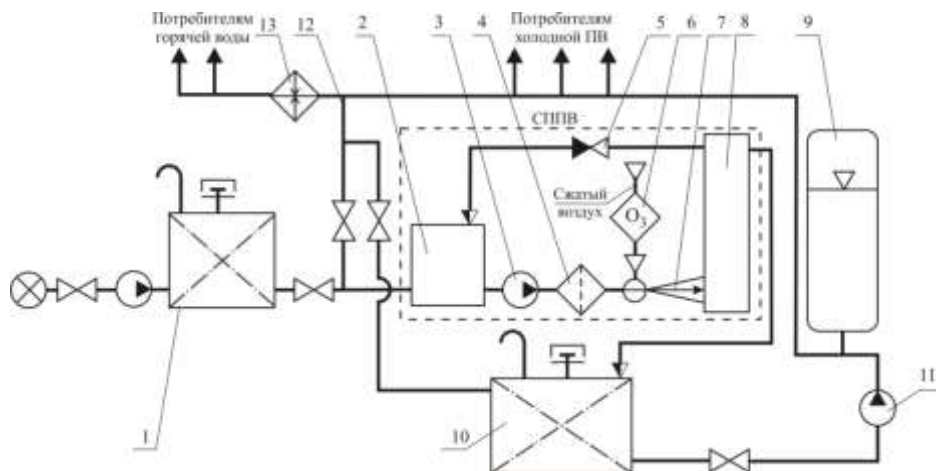 Потребителям
горячей воды
13
12
2
3
4
Потребителям
холодной ПВ
5
6
7
8
9
СППВ
Сжатый
воздух
O₃
1
10
11